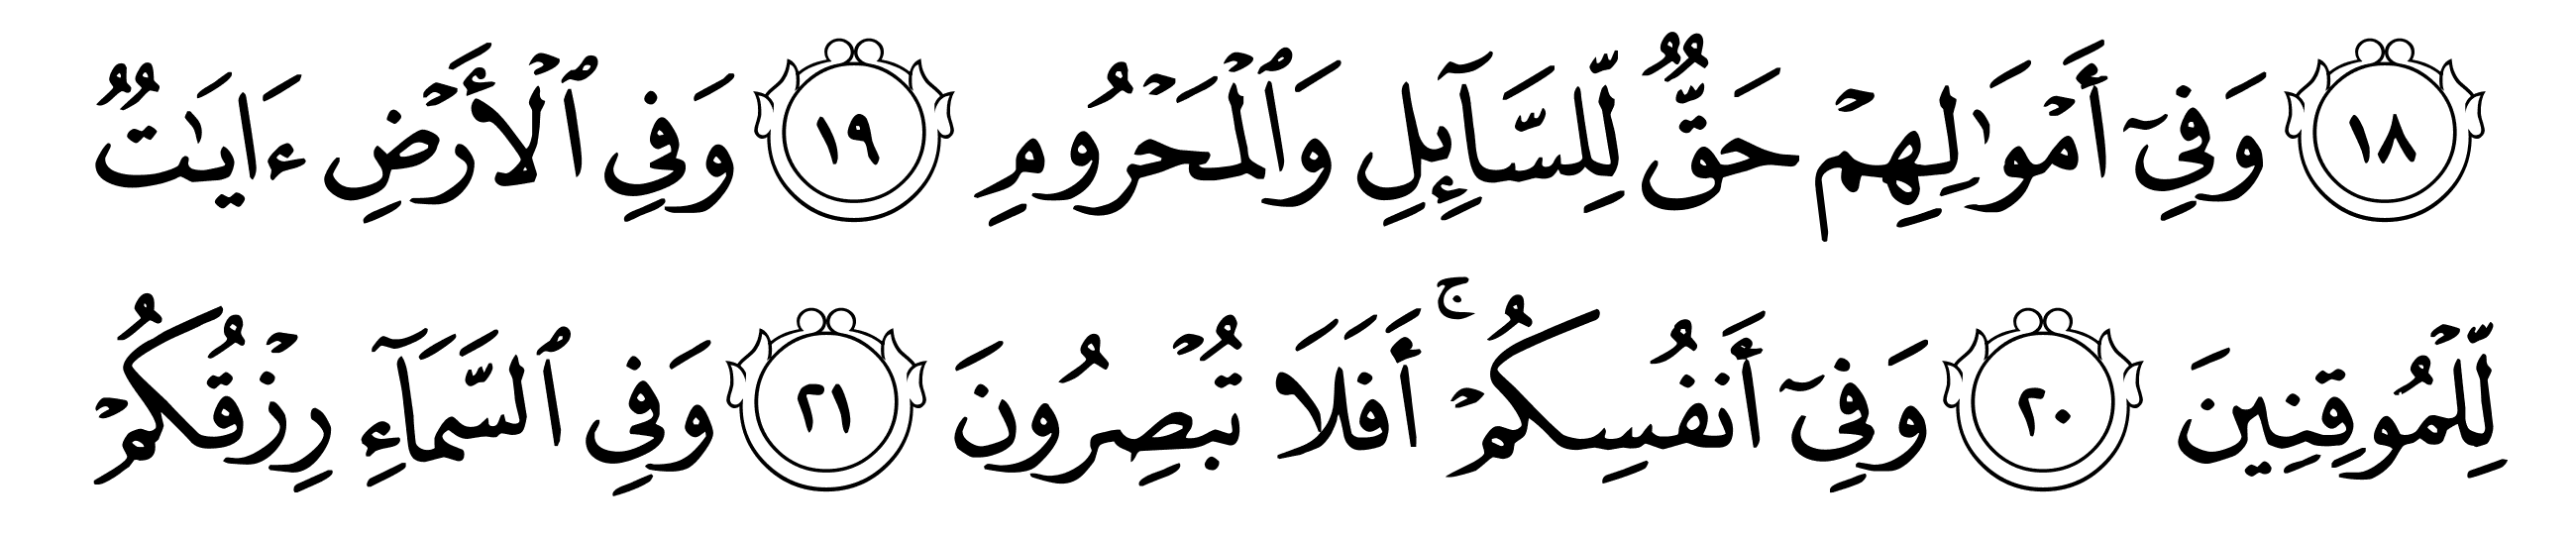 ١٨ وَفِىٓ أَمْوَٰلِهِمْ حَقٌّ لِّلسَّآئِلِ وَٱلْمَحْرُومِ ١٩ وَفِى ٱلْأَرْضِ ءَايَٰتٌ
لِّلْمُوقِنِينَ ٢٠ وَفِىٓ أَنفُسِكُمْ ۚ أَفَلَا تُبْصِرُونَ ٢١ وَفِى ٱلسَّمَآءِ رِزْقُكُمْ